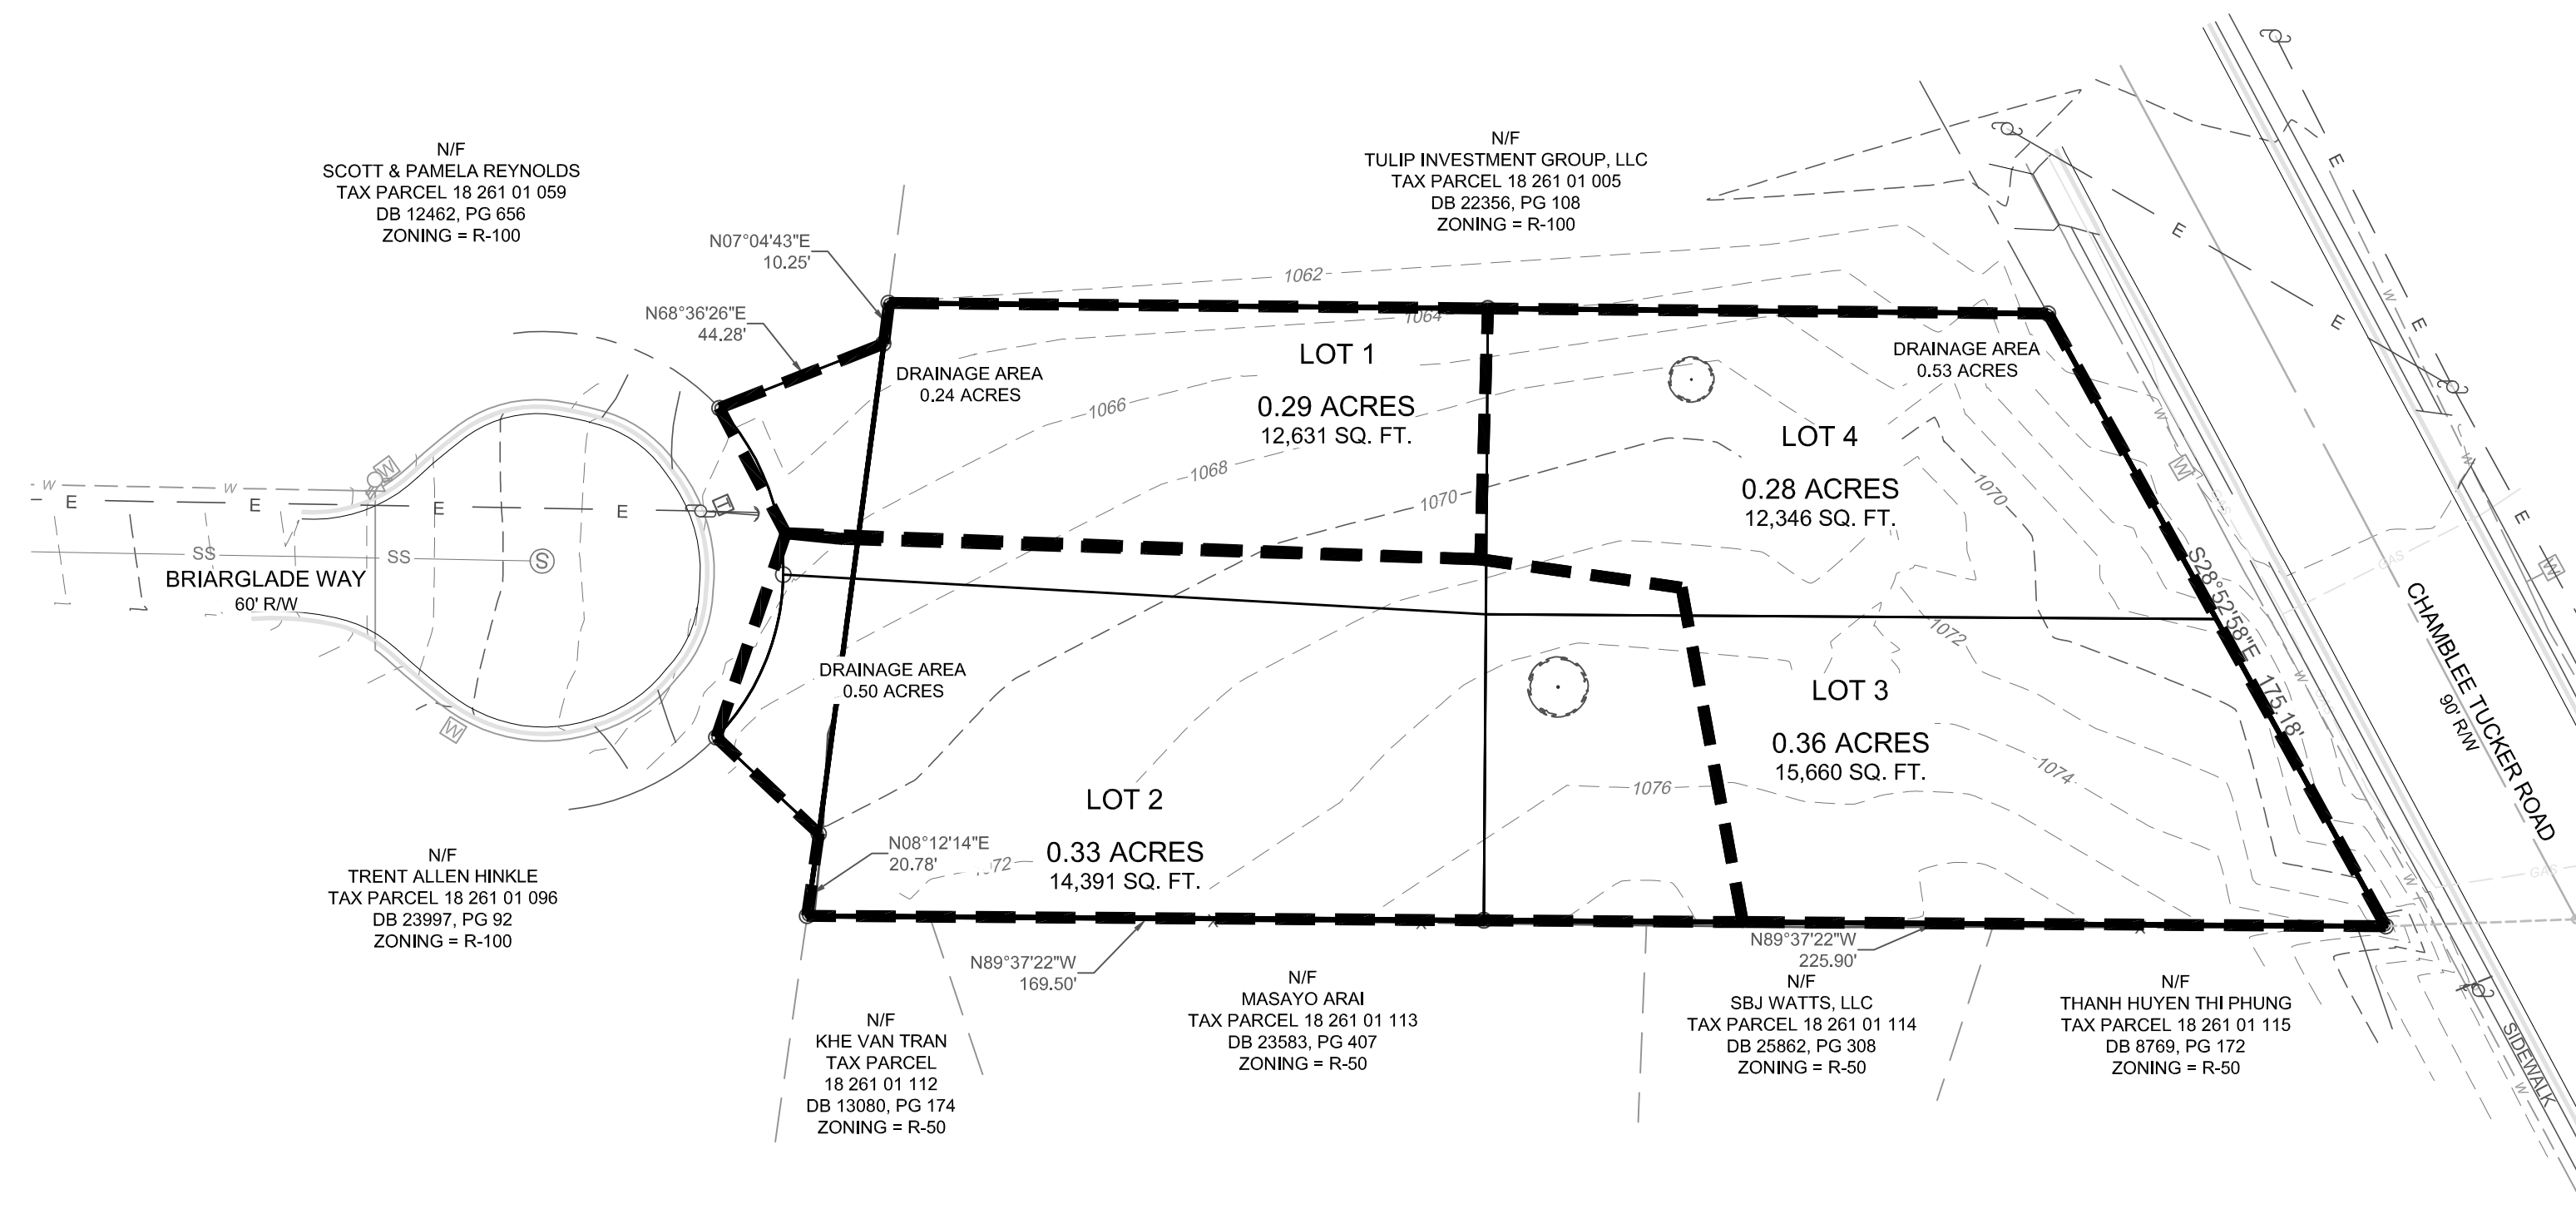 N/F
SCOTT & PAMELA REYNOLDS
TAX PARCEL 18 261 01 059
DB 12462, PG 656
ZONING = R-100
N/F
TULIP INVESTMENT GROUP, LLC
TAX PARCEL 18 261 01 005
DB 22356, PG 108
ZONING = R-100
N07°04'43"E
10.25'
N68°36'26"E
44.28'
1062
1064
LOT 1
0.29 ACRES
12,631 SQ. FT.
DRAINAGE AREA
0.24 ACRES
1066
1068
1070
DRAINAGE AREA
0.53 ACRES
LOT 4
0.28 ACRES
12,346 SQ. FT.
1070
1072
S28°52'58"E 175.18'
W
W
E
E
E
E
T
W
SS
SS
S
BRIARGLADE WAY
60' R/W
W
DRAINAGE AREA
0.50 ACRES
LOT 3
0.36 ACRES
15,660 SQ. FT.
1074
1076
LOT 2
0.33 ACRES
14,391 SQ. FT.
N08°12'14"E
20.78'
N/F
TRENT ALLEN HINKLE
TAX PARCEL 18 261 01 096
DB 23997, PG 92
ZONING = R-100
N89°37'22"W
169.50'
N89°37'22"W
225.90'
N/F
KHE VAN TRAN
TAX PARCEL
18 261 01 112
DB 13080, PG 174
ZONING = R-50
N/F
MASAYO ARAI
TAX PARCEL 18 261 01 113
DB 23583, PG 407
ZONING = R-50
N/F
SBJ WATTS, LLC
TAX PARCEL 18 261 01 114
DB 25862, PG 308
ZONING = R-50
N/F
THANH HUYEN THI PHUNG
TAX PARCEL 18 261 01 115
DB 8769, PG 172
ZONING = R-50
CHAMBLEE TUCKER ROAD
90' R/W
SIDEWALK
E
E
E
E
E
W
W
W
W
W
W
W
W
GAS
GAS
GAS